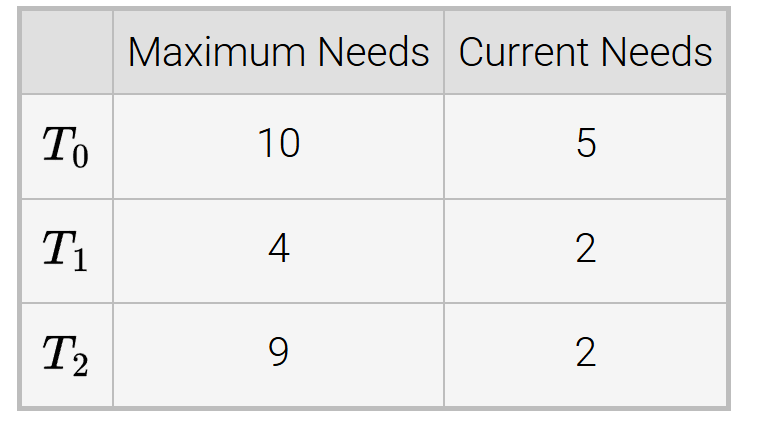 Maximum Needs Current Needs
T₀ 10 5
T₁ 4 2
T₂ 9 2